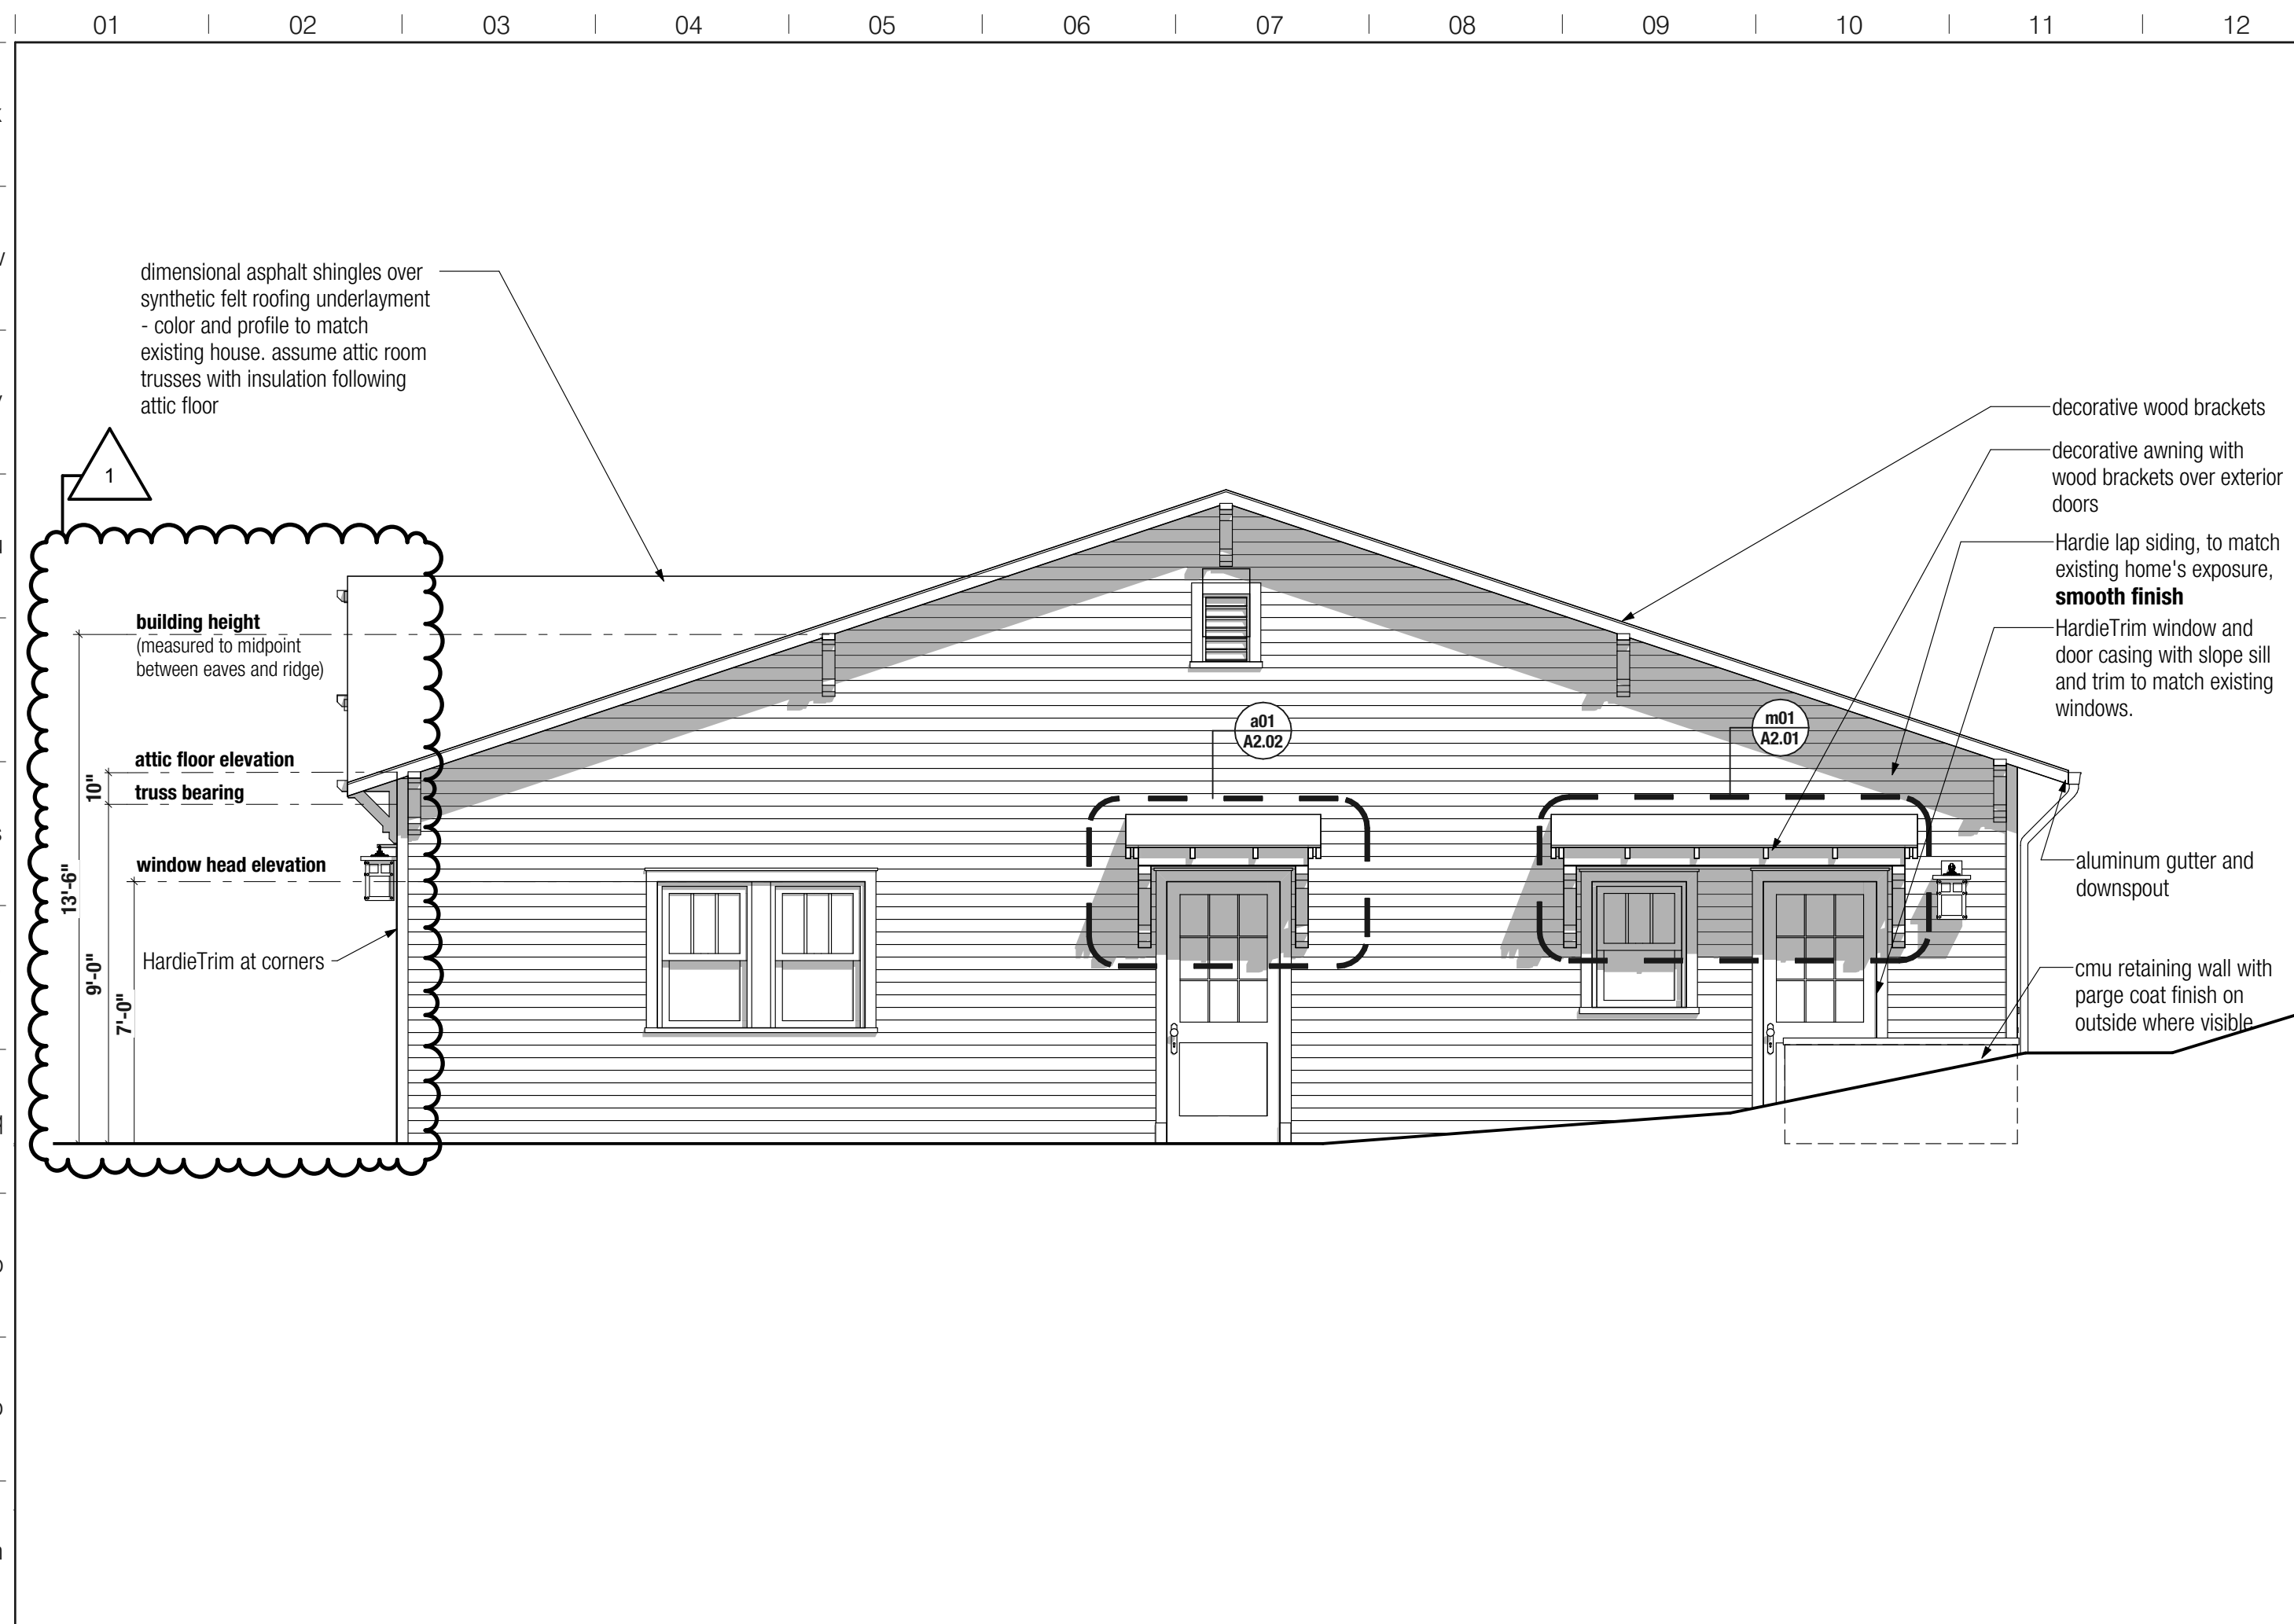 01 02 03 04 05 06 07 08 09 10 11 12
dimensional asphalt shingles over
synthetic felt roofing underlayment
- color and profile to match
existing house. assume attic room
trusses with insulation following
attic floor
1
building height
(measured to midpoint
between eaves and ridge)
attic floor elevation
10"
truss bearing
window head elevation
13'-6"
9'-0"
7'-0"
HardieTrim at corners
a01
A2.02
m01
A2.01
decorative wood brackets
decorative awning with
wood brackets over exterior
doors
Hardie lap siding, to match
existing home's exposure,
smooth finish
HardieTrim window and
door casing with slope sill
and trim to match existing
windows.
aluminum gutter and
downspout
cmu retaining wall with
parge coat finish on
outside where visible